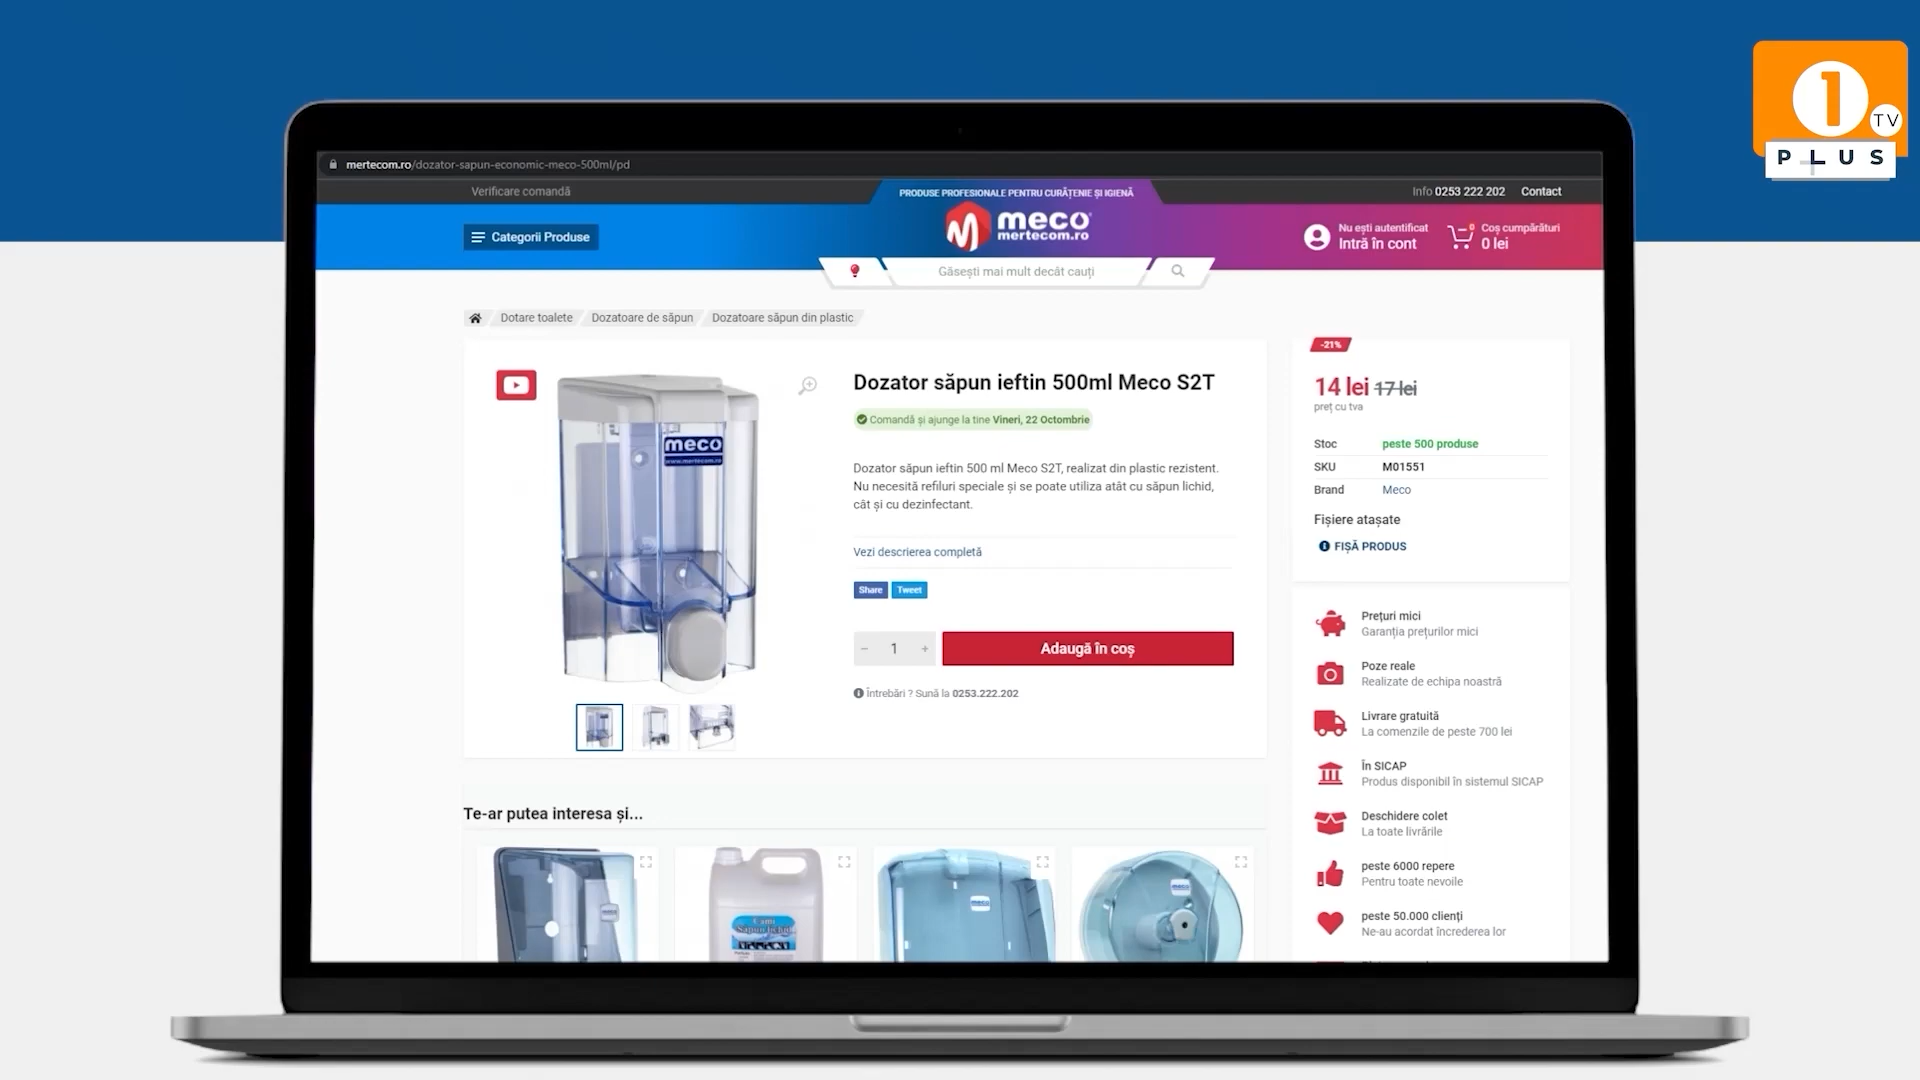 1
TV
PLUS
mertecom.ro/dozator-sapun-economic-meco-500ml/pd
Verificare comandă
PRODUSE PROFESIONALE PENTRU CURĂȚENIE ȘI IGIENĂ
Info 0253 222 202 Contact
Categorii Produse
meco
mertecom.ro
Nu ești autentificat
Intră în cont
0
Coș cumpărături
0 lei
Găsești mai mult decât cauți
Dotare toalete
Dozatoare de săpun
Dozatoare săpun din plastic
meco
www.mertecom.ro
Dozator săpun ieftin 500ml Meco S2T
Comandă și ajunge la tine Vineri, 22 Octombrie
Dozator săpun ieftin 500 ml Meco S2T, realizat din plastic rezistent.
Nu necesită refiluri speciale și se poate utiliza atât cu săpun lichid,
cât și cu dezinfectant.
Vezi descrierea completă
Share Tweet
− 1 +
Adaugă în coș
Întrebări ? Sună la 0253.222.202
-21%
14 lei 17 lei
preț cu tva
Stoc peste 500 produse
SKU M01551
Brand Meco
Fișiere atașate
FIȘĂ PRODUS
Prețuri mici
Garanția prețurilor mici
Poze reale
Realizate de echipa noastră
Livrare gratuită
La comenzile de peste 700 lei
În SICAP
Produs disponibil în sistemul SICAP
Deschidere colet
La toate livrările
peste 6000 repere
Pentru toate nevoile
peste 50.000 clienți
Ne-au acordat încrederea lor
Te-ar putea interesa și...
meco
Săpun lichid
meco
meco